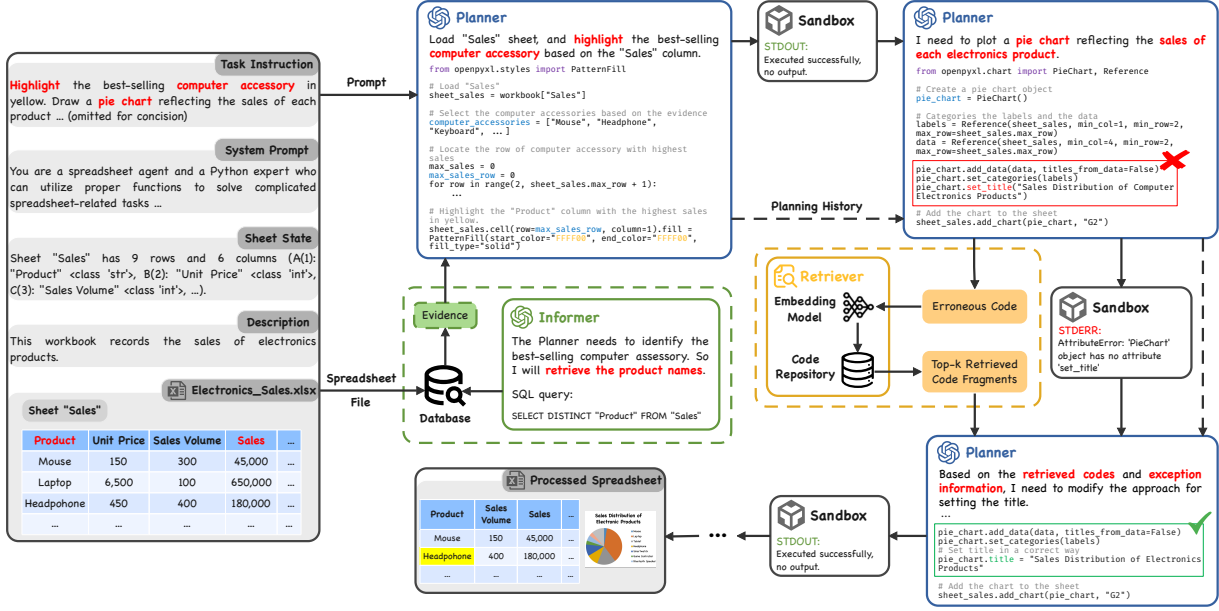 Task Instruction
Highlight the best-selling computer accessory in
yellow. Draw a pie chart reflecting the sales of each
product ... (omitted for concision)
System Prompt
You are a spreadsheet agent and a Python expert who
can utilize proper functions to solve complicated
spreadsheet-related tasks ...
Sheet State
Sheet "Sales" has 9 rows and 6 columns (A(1):
"Product" <class 'str'>, B(2): "Unit Price" <class 'int'>,
C(3): "Sales Volume" <class 'int'>, ...).
Description
This workbook records the sales of electronics
products.
Electronics_Sales.xlsx
Sheet "Sales"
Product Unit Price Sales Volume Sales ...
Mouse 150 300 45,000 ...
Laptop 6,500 100 650,000 ...
Headpohone 450 400 180,000 ...
... ... ... ... ...
Prompt
Spreadsheet
File
Planner
Load "Sales" sheet, and highlight the best-selling
computer accessory based on the "Sales" column.
from openpyxl.styles import PatternFill
# Load "Sales"
sheet_sales = workbook["Sales"]
# Select the computer accessories based on the evidence
computer_accessories = ["Mouse", "Headphone",
"Keyboard", ...]
# Locate the row of computer accessory with highest
sales
max_sales = 0
max_sales_row = 0
for row in range(2, sheet_sales.max_row + 1):
...
# Highlight the "Product" column with the highest sales
in yellow.
sheet_sales.cell(row=max_sales_row, column=1).fill =
PatternFill(start_color="FFFF00", end_color="FFFF00",
fill_type="solid")
Sandbox
STDOUT:
Executed successfully,
no output.
Planning History
Planner
I need to plot a pie chart reflecting the sales of
each electronics product.
from openpyxl.chart import PieChart, Reference
# Create a pie chart object
pie_chart = PieChart()
# Categories the labels and the data
labels = Reference(sheet_sales, min_col=1, min_row=2,
max_row=sheet_sales.max_row)
data = Reference(sheet_sales, min_col=4, min_row=2,
max_row=sheet_sales.max_row)
pie_chart.add_data(data, titles_from_data=False)
pie_chart.set_categories(labels)
pie_chart.set_title("Sales Distribution of Computer
Electronics Products")
# Add the chart to the sheet
sheet_sales.add_chart(pie_chart, "G2")
Evidence
Database
Informer
The Planner needs to identify the
best-selling computer assessory. So
I will retrieve the product names.
SQL query:
SELECT DISTINCT "Product" FROM "Sales"
Retriever
Embedding
Model
Code
Repository
Erroneous Code
Top-k Retrieved
Code Fragments
Sandbox
STDERR:
AttributeError: 'PieChart'
object has no attribute
'set_title'
Planner
Based on the retrieved codes and exception
information, I need to modify the approach for
setting the title.
...
pie_chart.add_data(data, titles_from_data=False)
pie_chart.set_categories(labels)
# Set title in a correct way
pie_chart.title = "Sales Distribution of Electronics
Products"
# Add the chart to the sheet
sheet_sales.add_chart(pie_chart, "G2")
Sandbox
STDOUT:
Executed successfully,
no output.
...
Processed Spreadsheet
Product Sales Volume Sales ...
Mouse 150 45,000 ...
Headpohone 400 180,000 ...
... ... ... ...
Sales Distribution of
Electronic Products